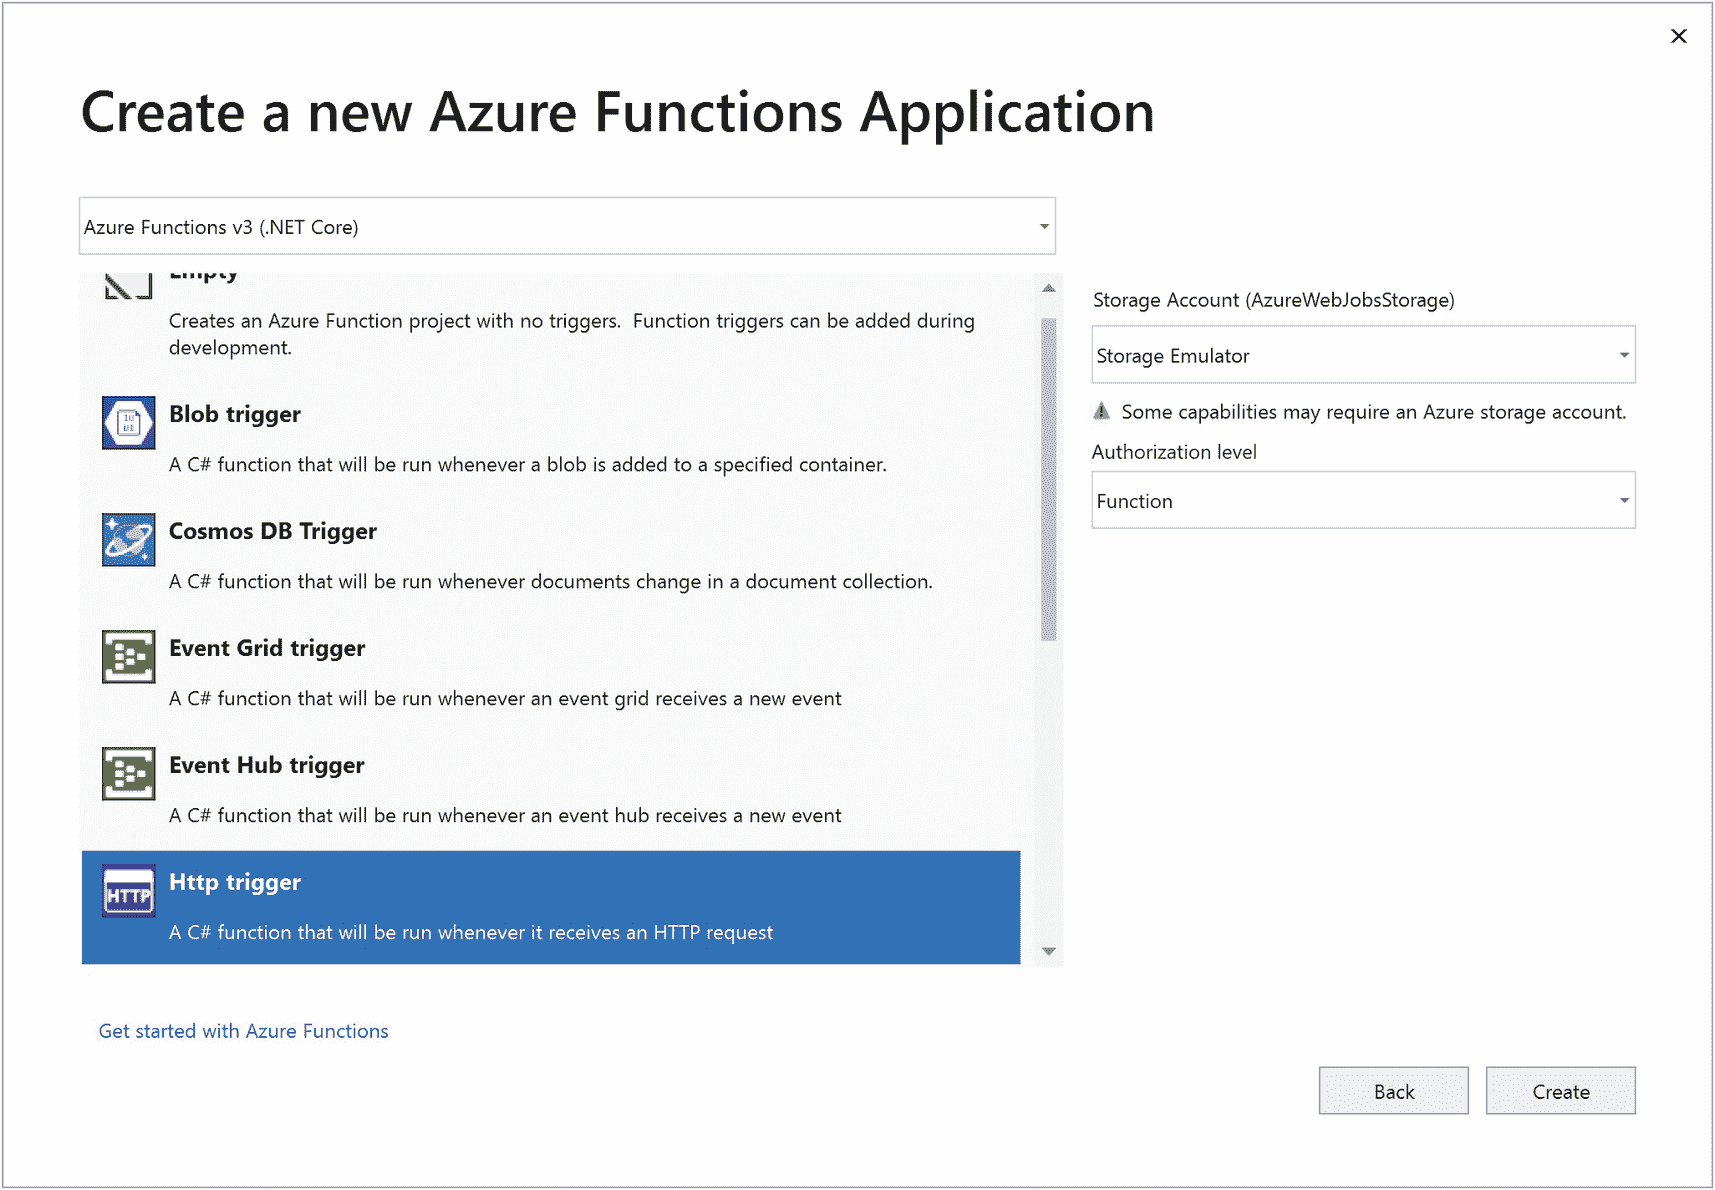 Create a new Azure Functions Application
Azure Functions v3 (.NET Core)
Empty
Creates an Azure Function project with no triggers.  Function triggers can be added during
development.
Blob trigger
A C# function that will be run whenever a blob is added to a specified container.
Cosmos DB Trigger
A C# function that will be run whenever documents change in a document collection.
Event Grid trigger
A C# function that will be run whenever an event grid receives a new event
Event Hub trigger
A C# function that will be run whenever an event hub receives a new event
HTTP
Http trigger
A C# function that will be run whenever it receives an HTTP request
Storage Account (AzureWebJobsStorage)
Storage Emulator
Some capabilities may require an Azure storage account.
Authorization level
Function
Get started with Azure Functions
Back
Create